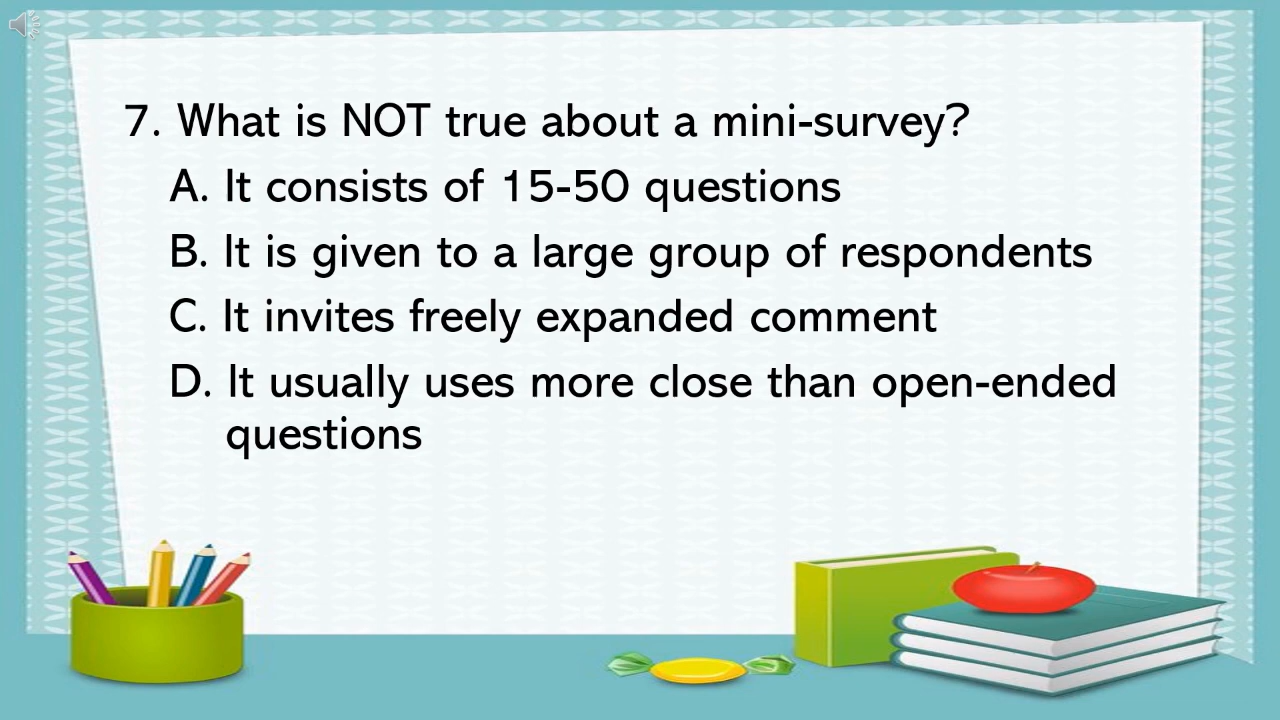 7. What is NOT true about a mini-survey?
A. It consists of 15-50 questions
B. It is given to a large group of respondents
C. It invites freely expanded comment
D. It usually uses more close than open-ended
questions